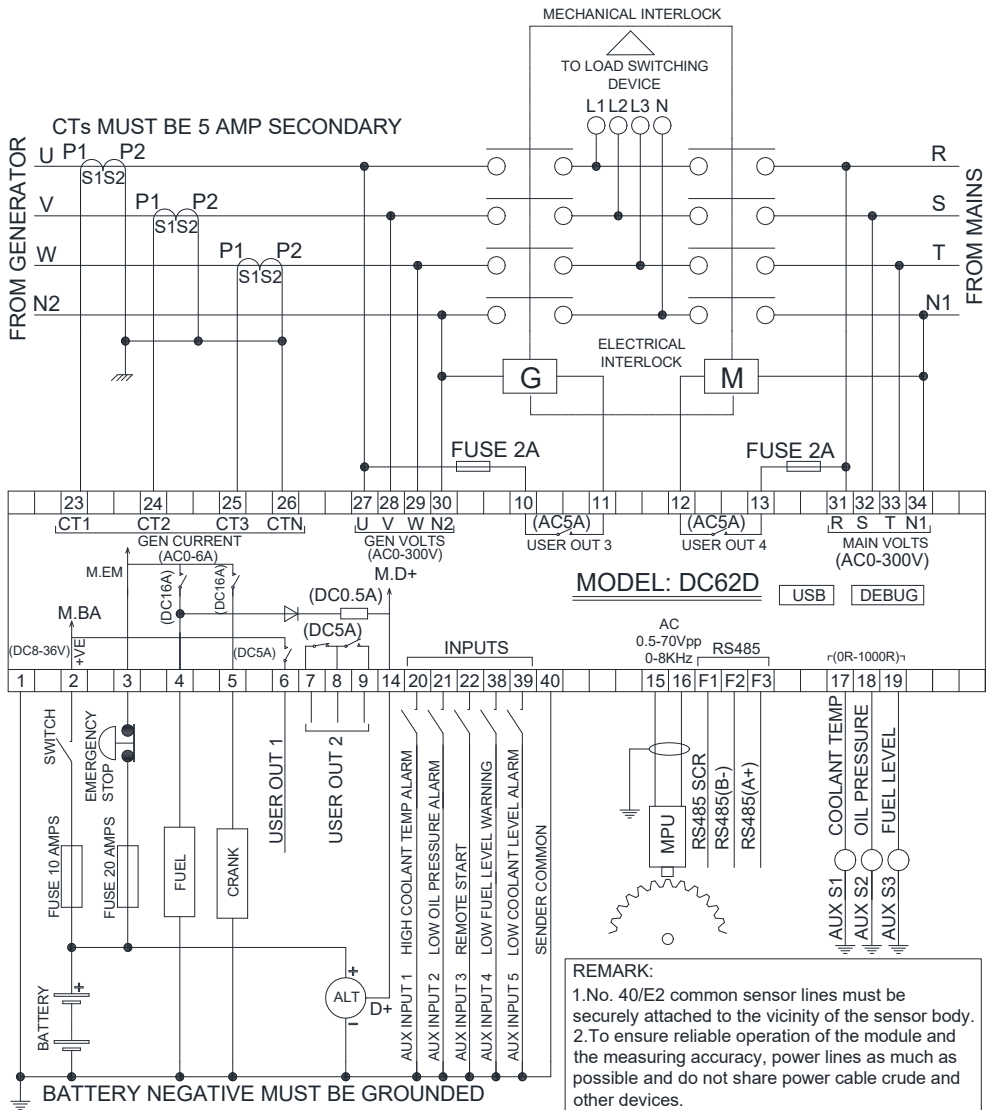 MECHANICAL INTERLOCK
TO LOAD SWITCHING
DEVICE
L1 L2 L3 N
CTs MUST BE 5 AMP SECONDARY
FROM GENERATOR
U P1 P2
S1S2
V P1 P2
S1S2
W P1 P2
S1S2
N2
R
S
T
N1
FROM MAINS
ELECTRICAL
INTERLOCK
G
M
FUSE 2A
FUSE 2A
23 24 25 26 27 28 29 30 10 11 12 13 31 32 33 34
CT1 CT2 CT3 CTN U V W N2 (AC5A) (AC5A) R S T N1
GEN CURRENT
(AC0-6A)
GEN VOLTS
(AC0-300V)
USER OUT 3
USER OUT 4
MAIN VOLTS
(AC0-300V)
M.EM
(DC16A)
(DC16A)
M.D+
MODEL: DC62D
USB
DEBUG
M.BA
(DC0.5A)
(DC5A)
(DC8-36V)
+VE
(DC5A)
INPUTS
AC
0.5-70Vpp
0-8KHz
RS485
(0R-1000R)
1 2 3 4 5 6 7 8 9 14 20 21 22 38 39 40 15 16 F1 F2 F3 17 18 19
SWITCH
EMERGENCY
STOP
FUSE 10 AMPS
FUSE 20 AMPS
FUEL
CRANK
USER OUT 1
USER OUT 2
BATTERY
+
+
ALT
D+
−
AUX INPUT 1 HIGH COOLANT TEMP ALARM
AUX INPUT 2 LOW OIL PRESSURE ALARM
AUX INPUT 3 REMOTE START
AUX INPUT 4 LOW FUEL LEVEL WARNING
AUX INPUT 5 LOW COOLANT LEVEL ALARM
SENDER COMMON
MPU
RS485 SCR
RS485(B-)
RS485(A+)
AUX S1 COOLANT TEMP
AUX S2 OIL PRESSURE
AUX S3 FUEL LEVEL
BATTERY NEGATIVE MUST BE GROUNDED
REMARK:
1.No. 40/E2 common sensor lines must be
securely attached to the vicinity of the sensor body.
2.To ensure reliable operation of the module and
the measuring accuracy, power lines as much as
possible and do not share power cable crude and
other devices.